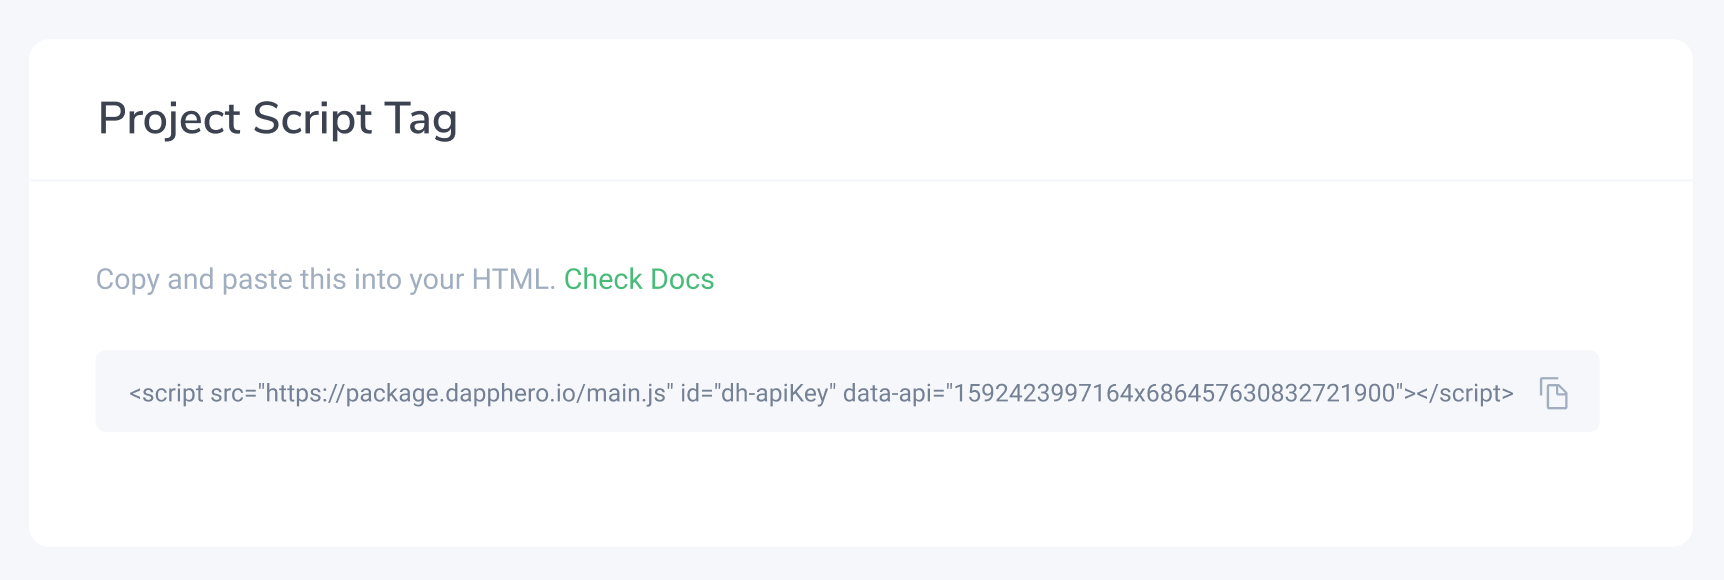 Project Script Tag
Copy and paste this into your HTML. Check Docs
<script src="https://package.dapphero.io/main.js" id="dh-apiKey" data-api="1592423997164x686457630832721900"></script>